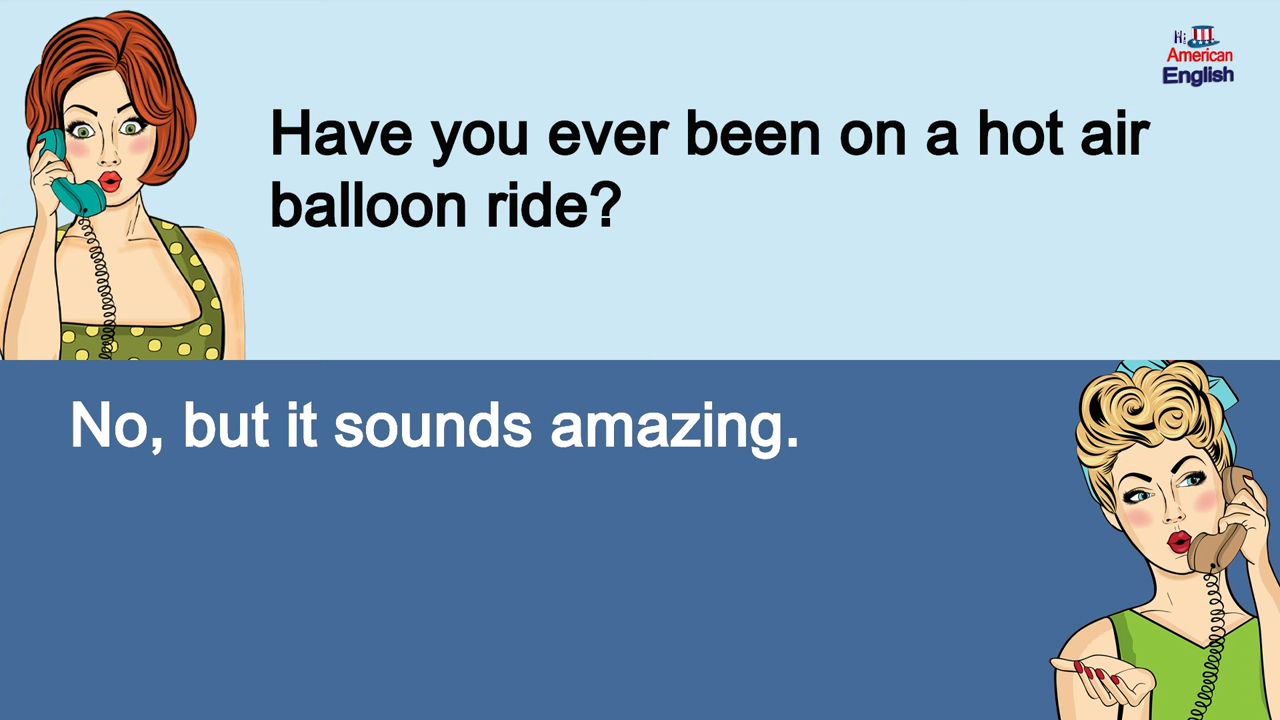 Hi
American
English
Have you ever been on a hot air
balloon ride?
No, but it sounds amazing.